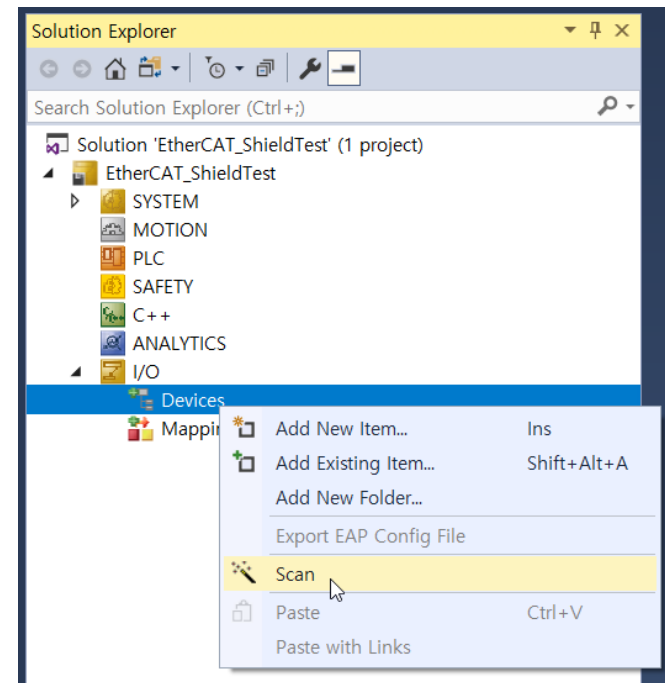 Solution Explorer
Search Solution Explorer (Ctrl+;)
Solution 'EtherCAT_ShieldTest' (1 project)
EtherCAT_ShieldTest
SYSTEM
MOTION
PLC
SAFETY
C++
ANALYTICS
I/O
Devices
Mappin
Add New Item... Ins
Add Existing Item... Shift+Alt+A
Add New Folder...
Export EAP Config File
Scan
Paste Ctrl+V
Paste with Links